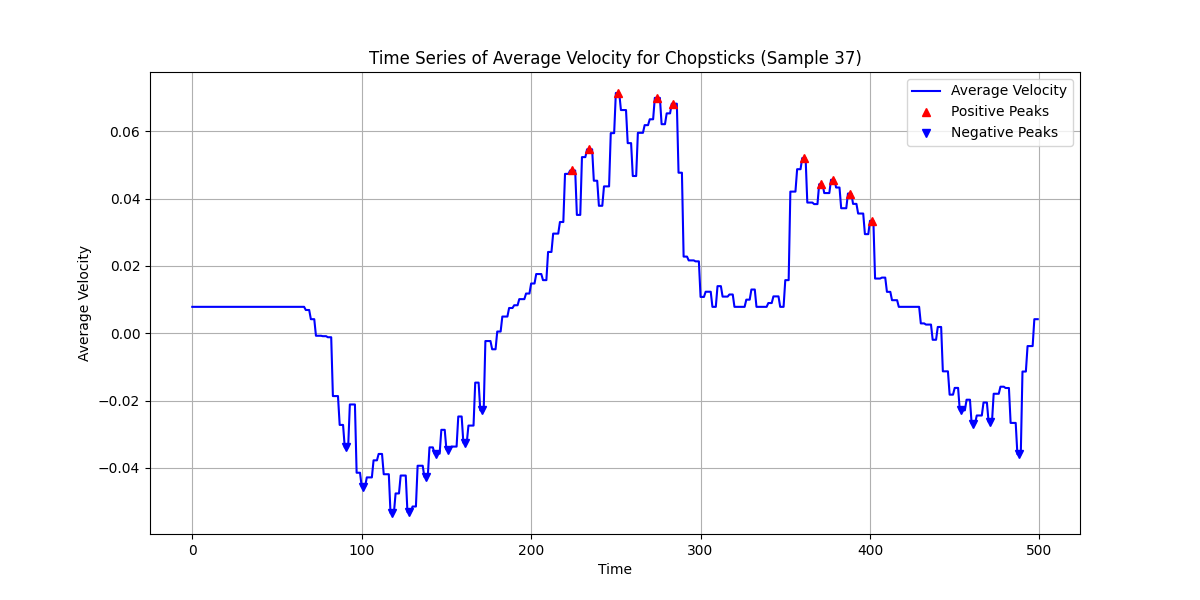 Time Series of Average Velocity for Chopsticks (Sample 37)
Average Velocity
Positive Peaks
Negative Peaks
0.06
0.04
0.02
0.00
−0.02
−0.04
Average Velocity
0 100 200 300 400 500
Time